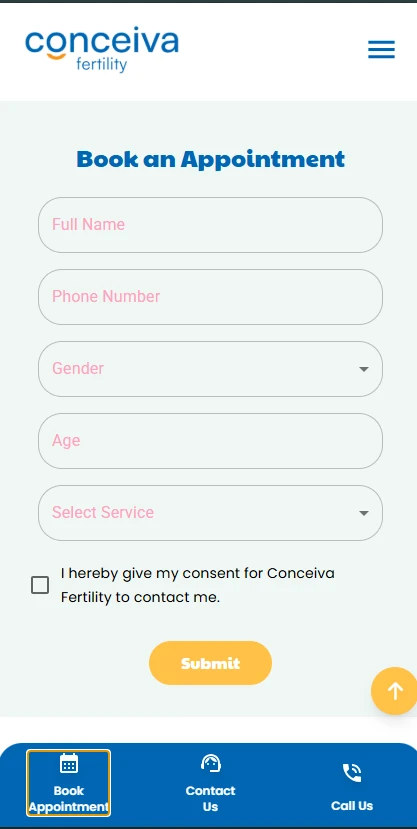 conceiva
fertility
Book an Appointment
Full Name
Phone Number
Gender
Age
Select Service
I hereby give my consent for Conceiva
Fertility to contact me.
Submit
Book
Appointment
Contact
Us
Call Us